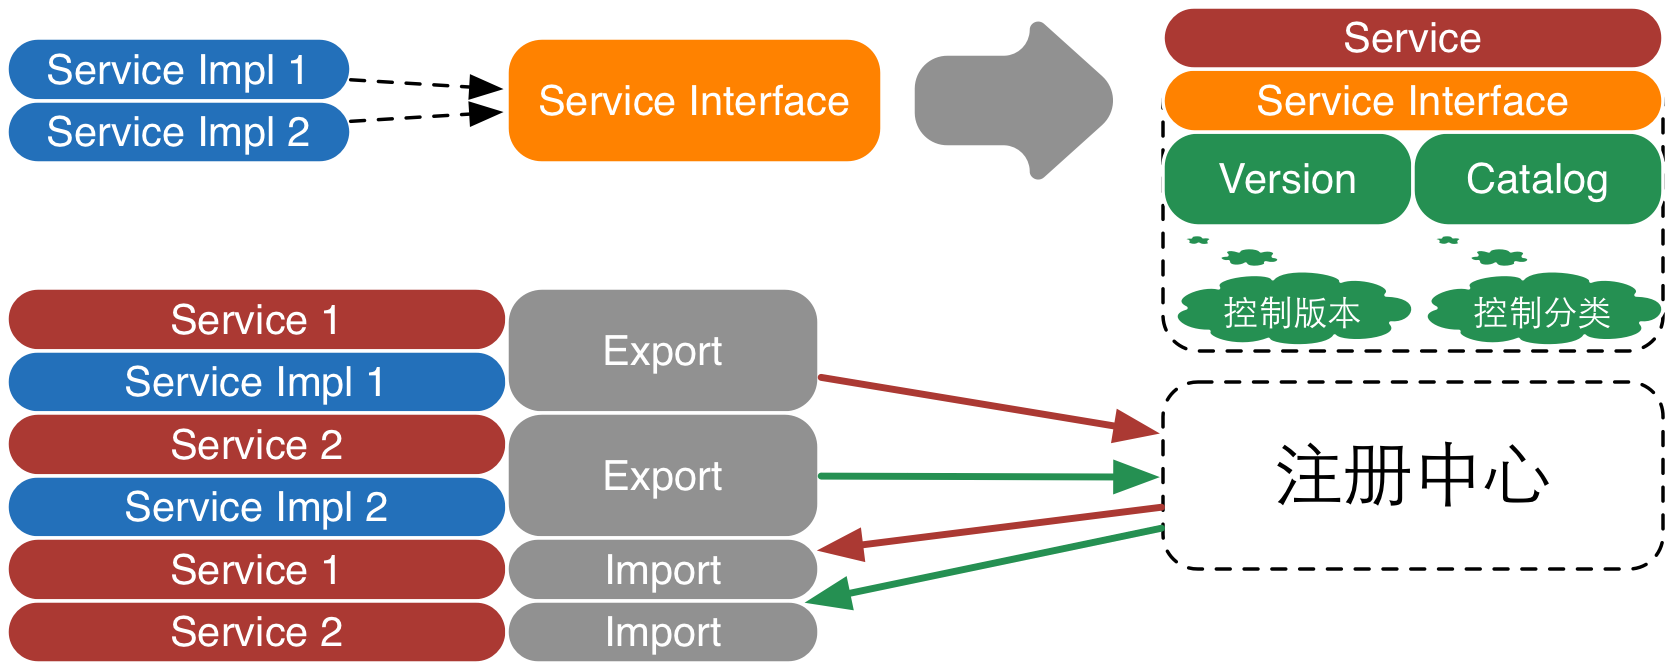 Service Impl 1
Service Impl 2
Service Interface
Service
Service Interface
Version
Catalog
控制版本
控制分类
Service 1
Service Impl 1
Export
Service 2
Service Impl 2
Export
Service 1
Import
Service 2
Import
注册中心